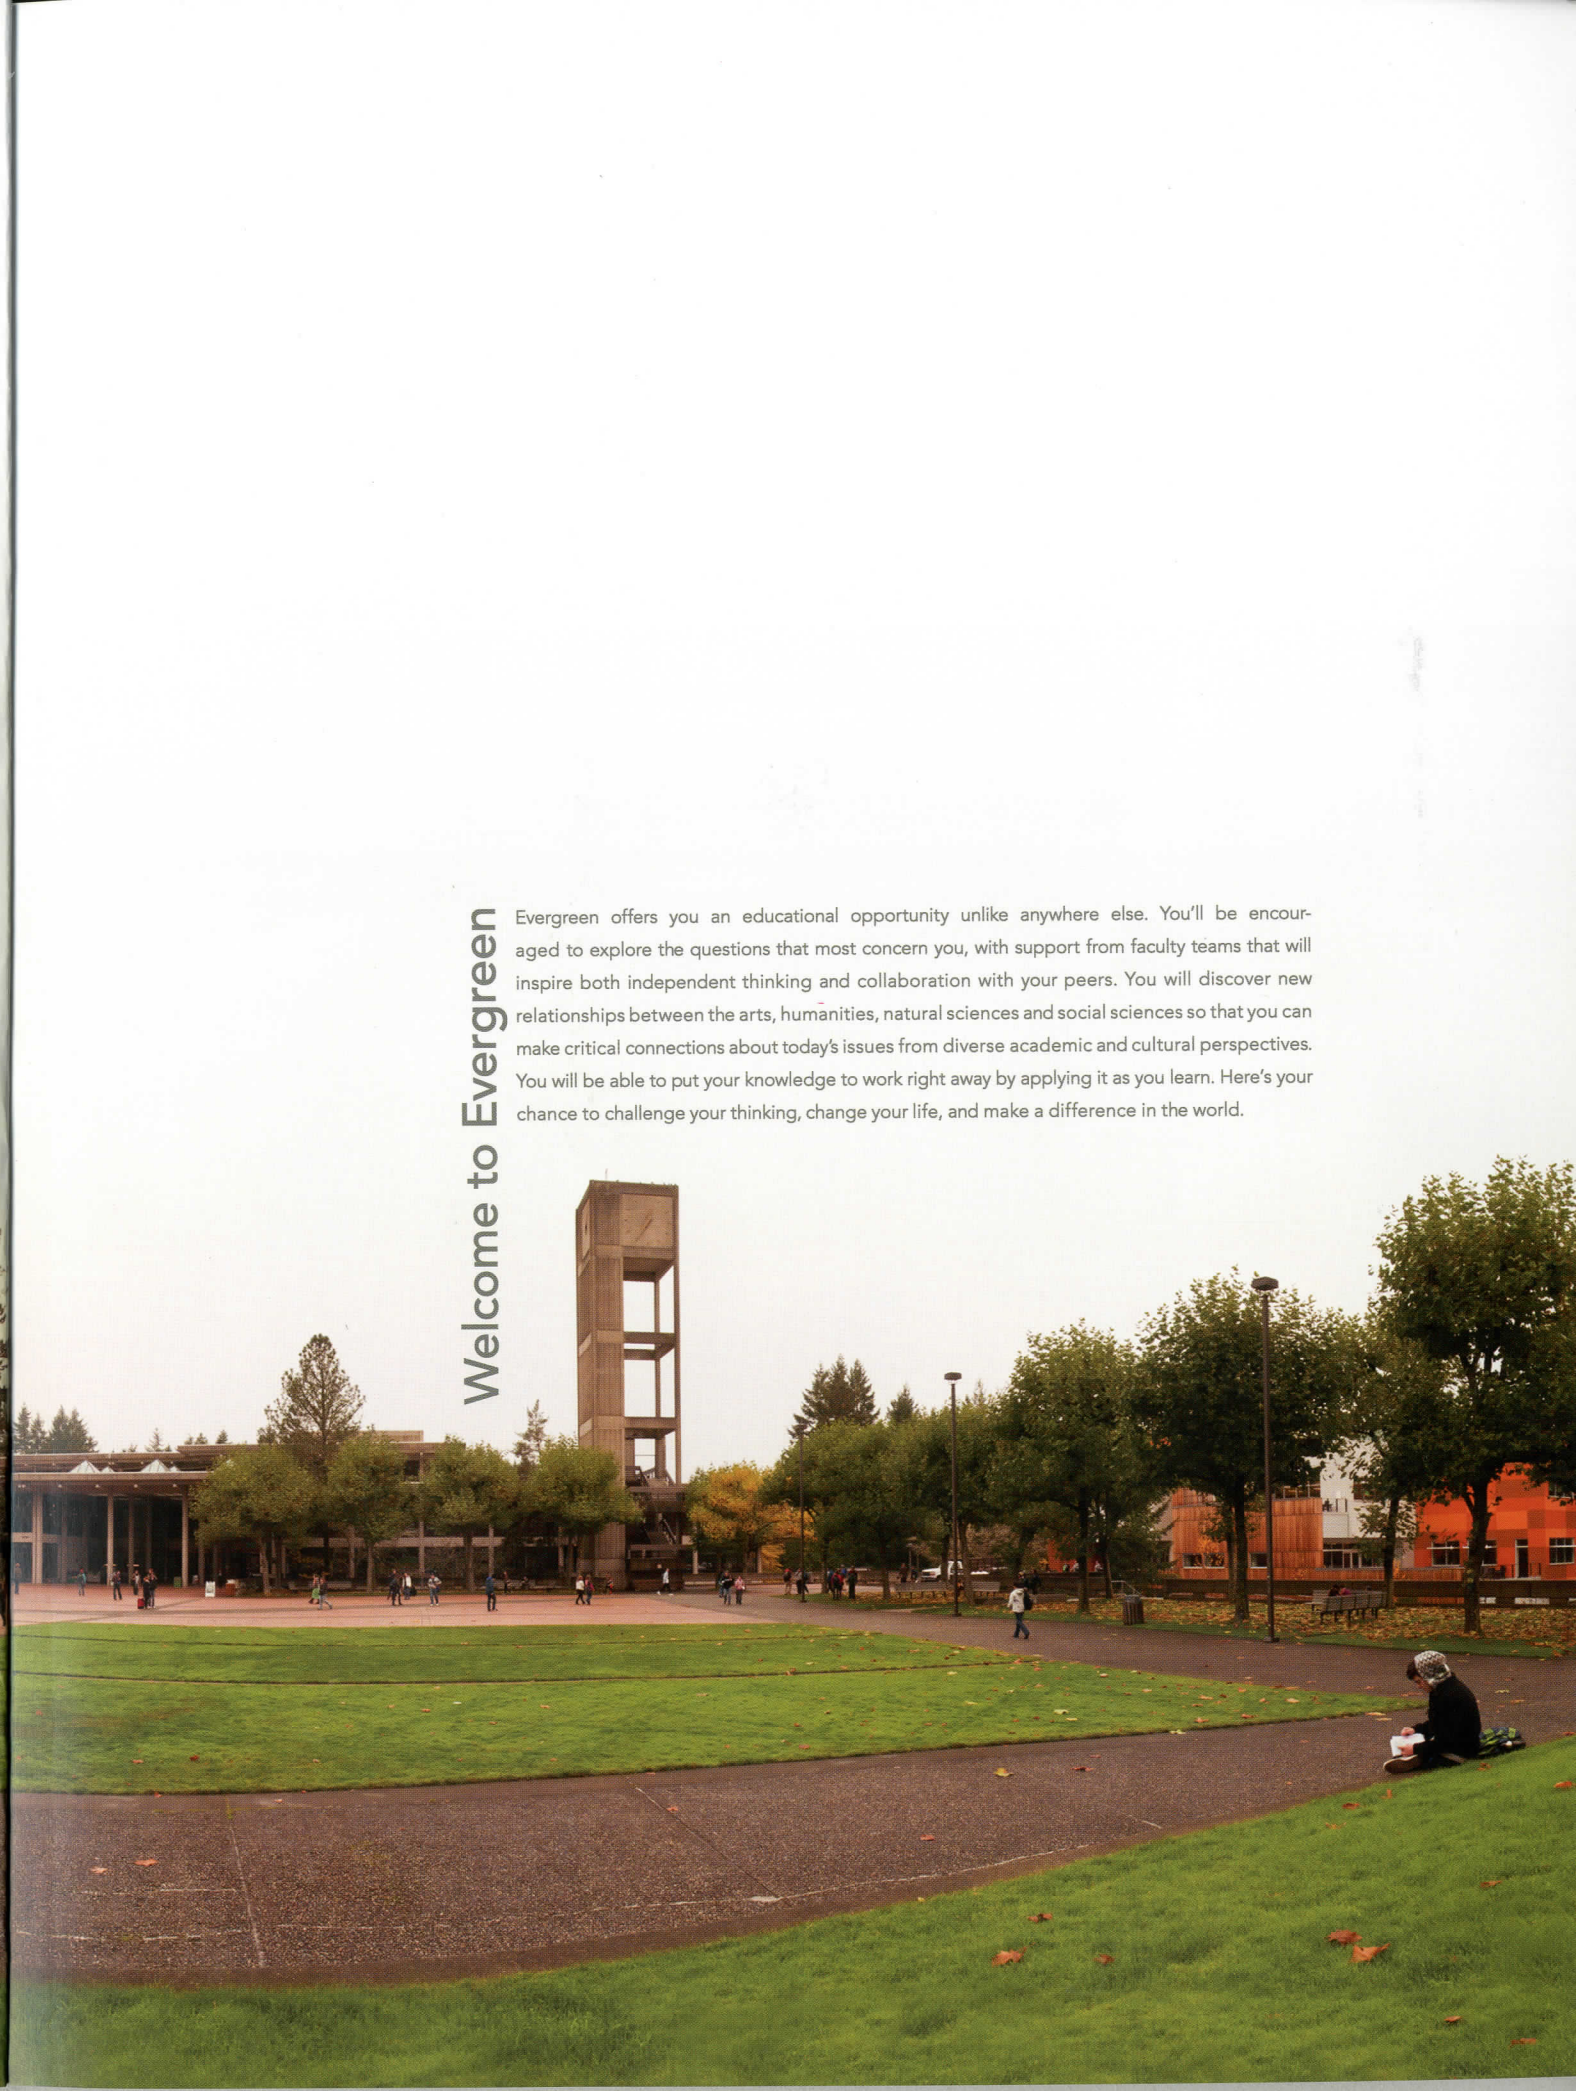 Welcome to Evergreen
Evergreen offers you an educational opportunity unlike anywhere else. You'll be encour-
aged to explore the questions that most concern you, with support from faculty teams that will
inspire both independent thinking and collaboration with your peers. You will discover new
relationships between the arts, humanities, natural sciences and social sciences so that you can
make critical connections about today's issues from diverse academic and cultural perspectives.
You will be able to put your knowledge to work right away by applying it as you learn. Here's your
chance to challenge your thinking, change your life, and make a difference in the world.